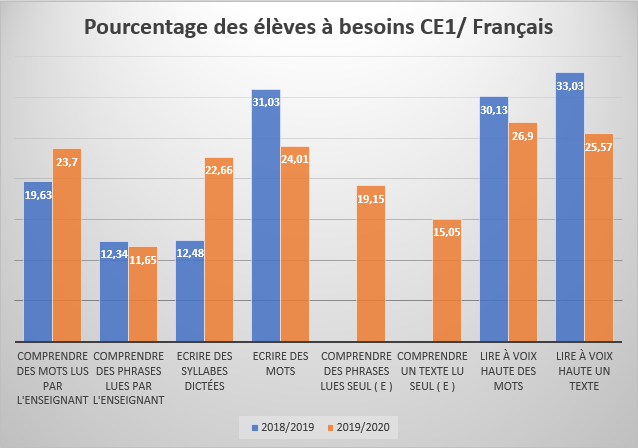 Pourcentage des élèves à besoins CE1/ Français
33,03
31,03
30,13
26,9
25,57
24,01
23,7
22,66
19,63
19,15
15,05
12,34
11,65
12,48
COMPRENDRE
DES MOTS LUS
PAR
L'ENSEIGNANT
COMPRENDRE
DES PHRASES
LUES PAR
L'ENSEIGNANT
ECRIRE DES
SYLLABES
DICTÉES
ECRIRE DES
MOTS
COMPRENDRE
DES PHRASES
LUES SEUL ( E )
COMPRENDRE
UN TEXTE LU
SEUL ( E )
LIRE À VOIX
HAUTE DES
MOTS
LIRE À VOIX
HAUTE UN
TEXTE
2018/2019
2019/2020